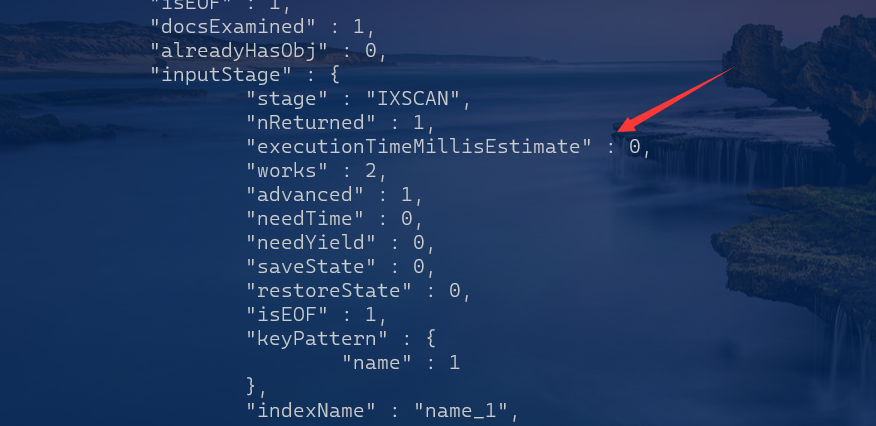 "isEOF" : 1,
"docsExamined" : 1,
"alreadyHasObj" : 0,
"inputStage" : {
"stage" : "IXSCAN",
"nReturned" : 1,
"executionTimeMillisEstimate" : 0,
"works" : 2,
"advanced" : 1,
"needTime" : 0,
"needYield" : 0,
"saveState" : 0,
"restoreState" : 0,
"isEOF" : 1,
"keyPattern" : {
"name" : 1
},
"indexName" : "name_1",